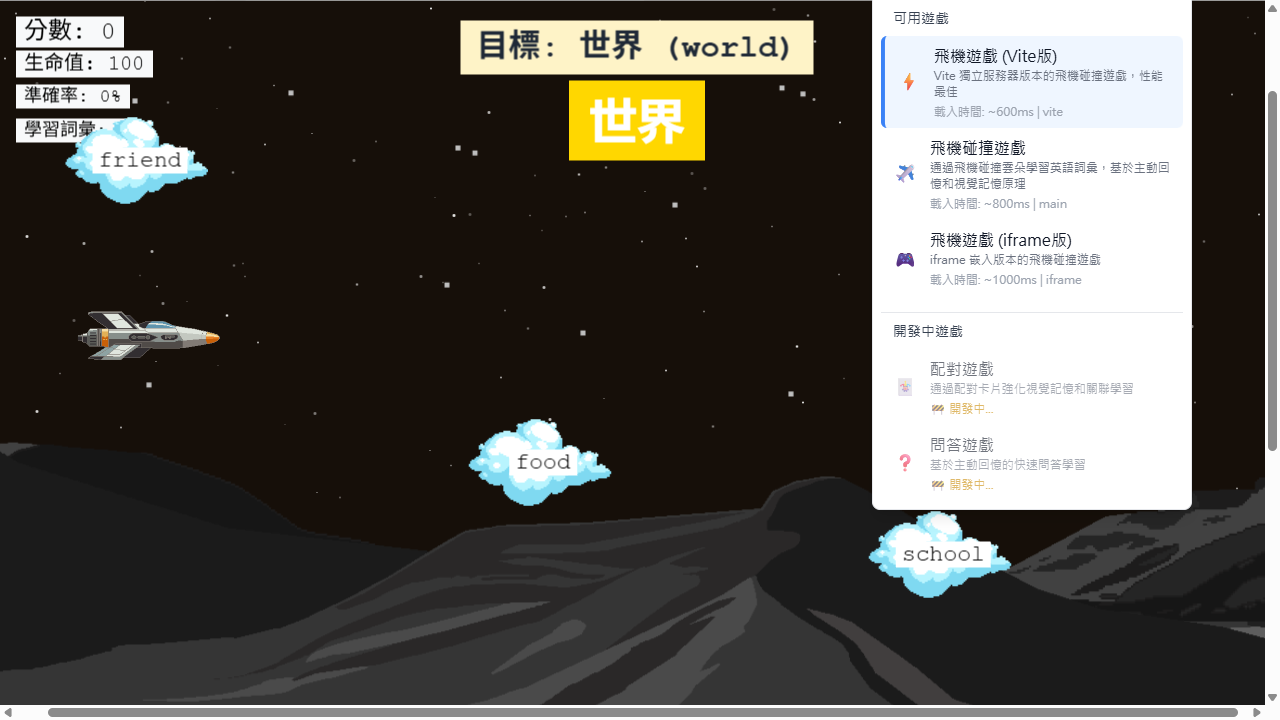 分數: 0
生命值: 100
準確率: 0%
學習詞彙:
friend
目標: 世界 (world)
世界
food
school
可用遊戲
飛機遊戲 (Vite版)
Vite 獨立服務器版本的飛機碰撞遊戲，性能
最佳
載入時間: ~600ms | vite
飛機碰撞遊戲
通過飛機碰撞雲朵學習英語詞彙，基於主動回
憶和視覺記憶原理
載入時間: ~800ms | main
飛機遊戲 (iframe版)
iframe 嵌入版本的飛機碰撞遊戲
載入時間: ~1000ms | iframe
開發中遊戲
配對遊戲
通過配對卡片強化視覺記憶和關聯學習
開發中...
問答遊戲
基於主動回憶的快速問答學習
開發中...